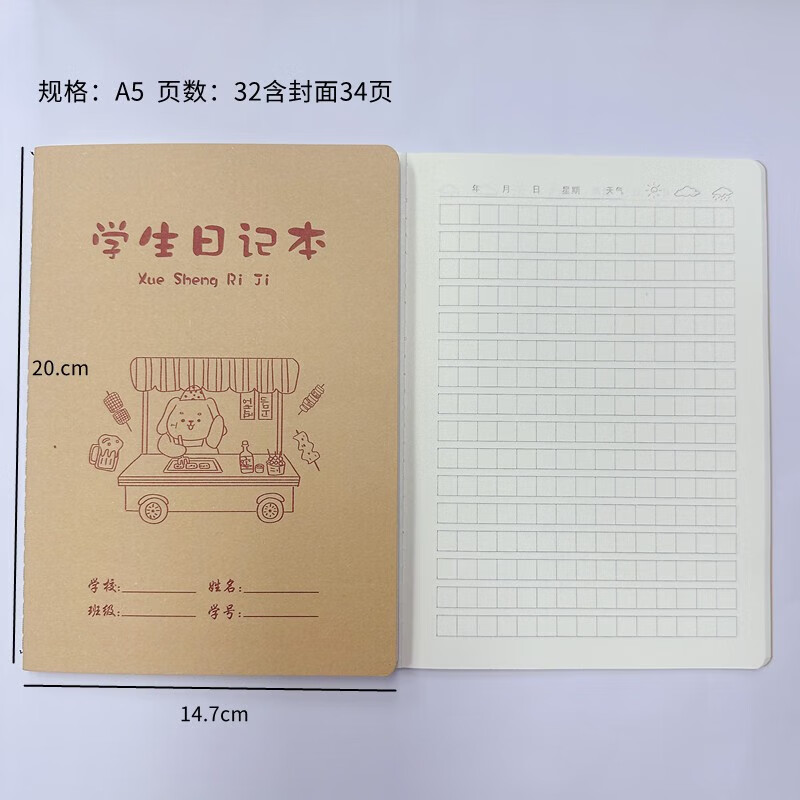 规格：A5 页数：32含封面34页
学生日记本
Xue Sheng Ri Ji
20.cm
学校: 姓名:
班级: 学号:
14.7cm
年 月 日 星期 天气